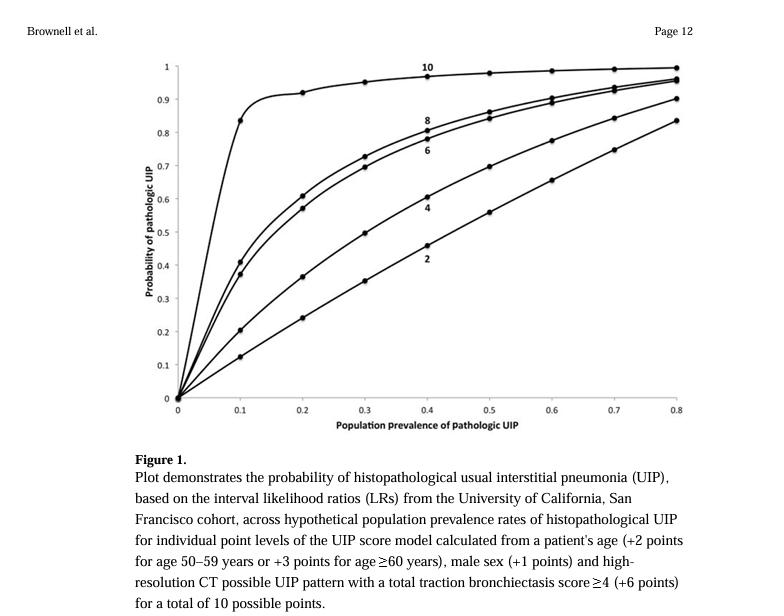 Brownell et al.
Page 12
1
0.9
0.8
0.7
0.6
0.5
0.4
0.3
0.2
0.1
0
Probability of pathologic UIP
10
8
6
4
2
0 0.1 0.2 0.3 0.4 0.5 0.6 0.7 0.8
Population prevalence of pathologic UIP
Figure 1.
Plot demonstrates the probability of histopathological usual interstitial pneumonia (UIP),
based on the interval likelihood ratios (LRs) from the University of California, San
Francisco cohort, across hypothetical population prevalence rates of histopathological UIP
for individual point levels of the UIP score model calculated from a patient's age (+2 points
for age 50–59 years or +3 points for age≥60 years), male sex (+1 points) and high-
resolution CT possible UIP pattern with a total traction bronchiectasis score≥4 (+6 points)
for a total of 10 possible points.